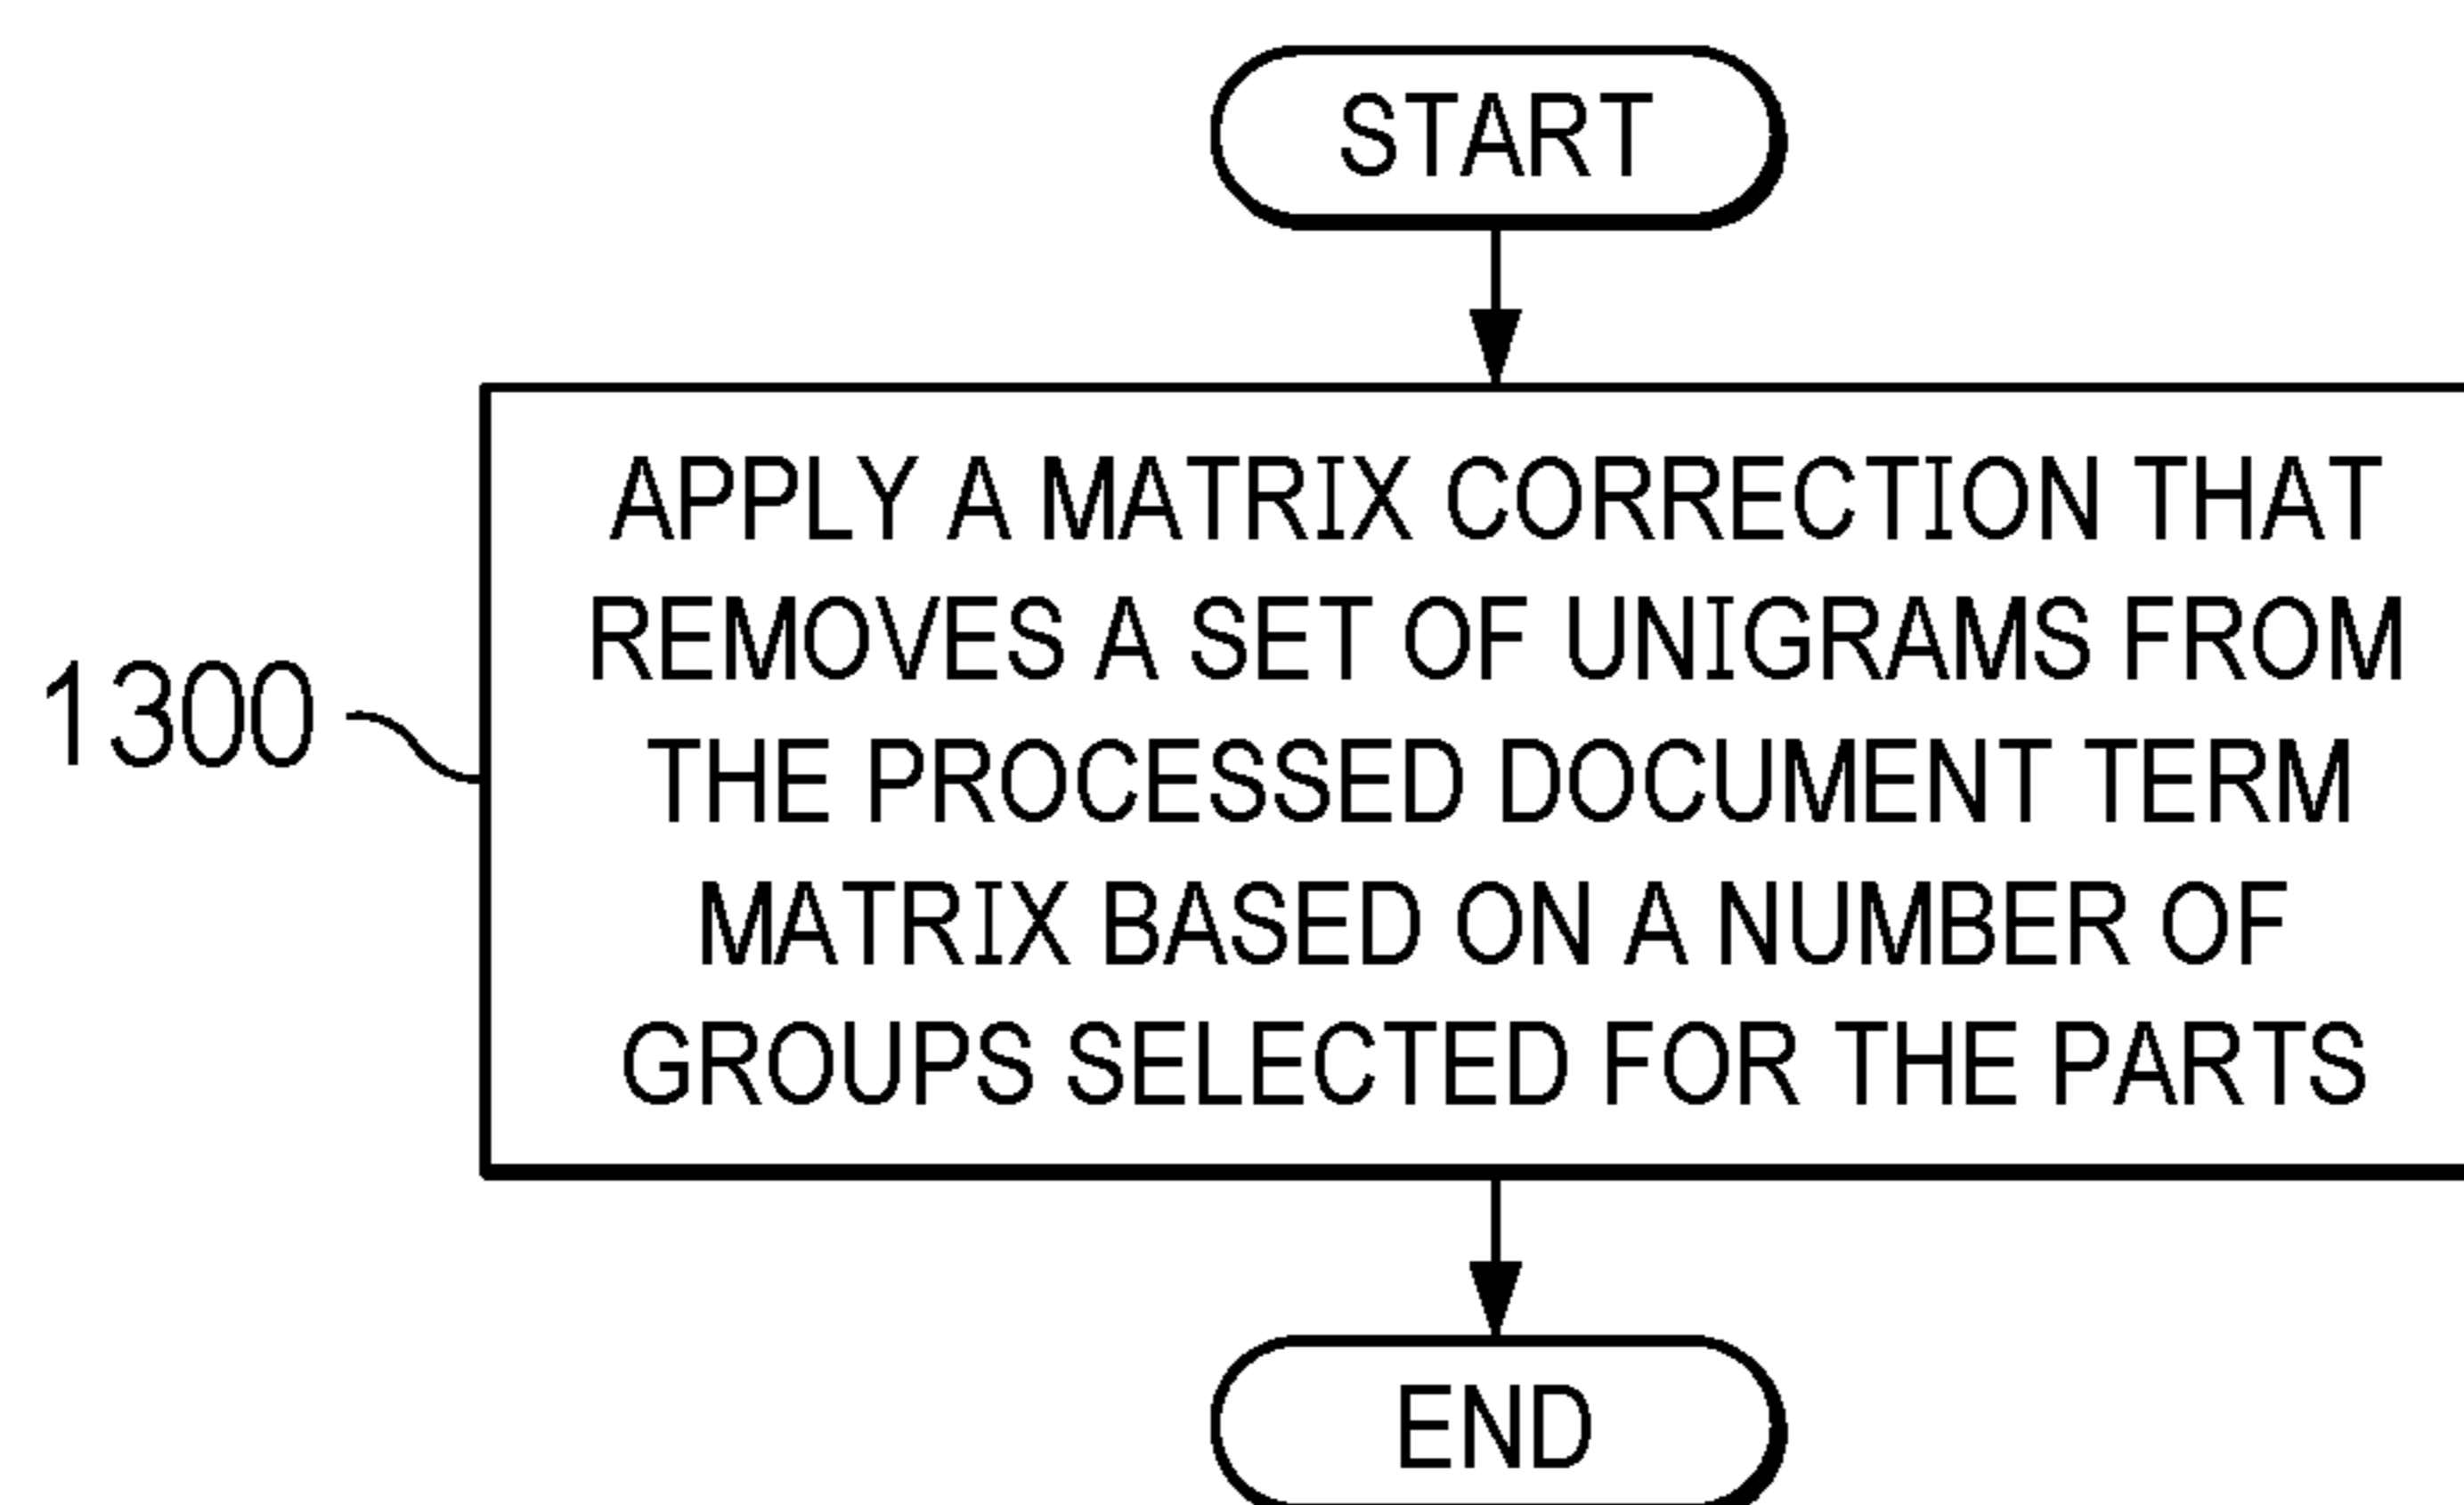 START
APPLY A MATRIX CORRECTION THAT
REMOVES A SET OF UNIGRAMS FROM
THE PROCESSED DOCUMENT TERM
MATRIX BASED ON A NUMBER OF
GROUPS SELECTED FOR THE PARTS
1300
END